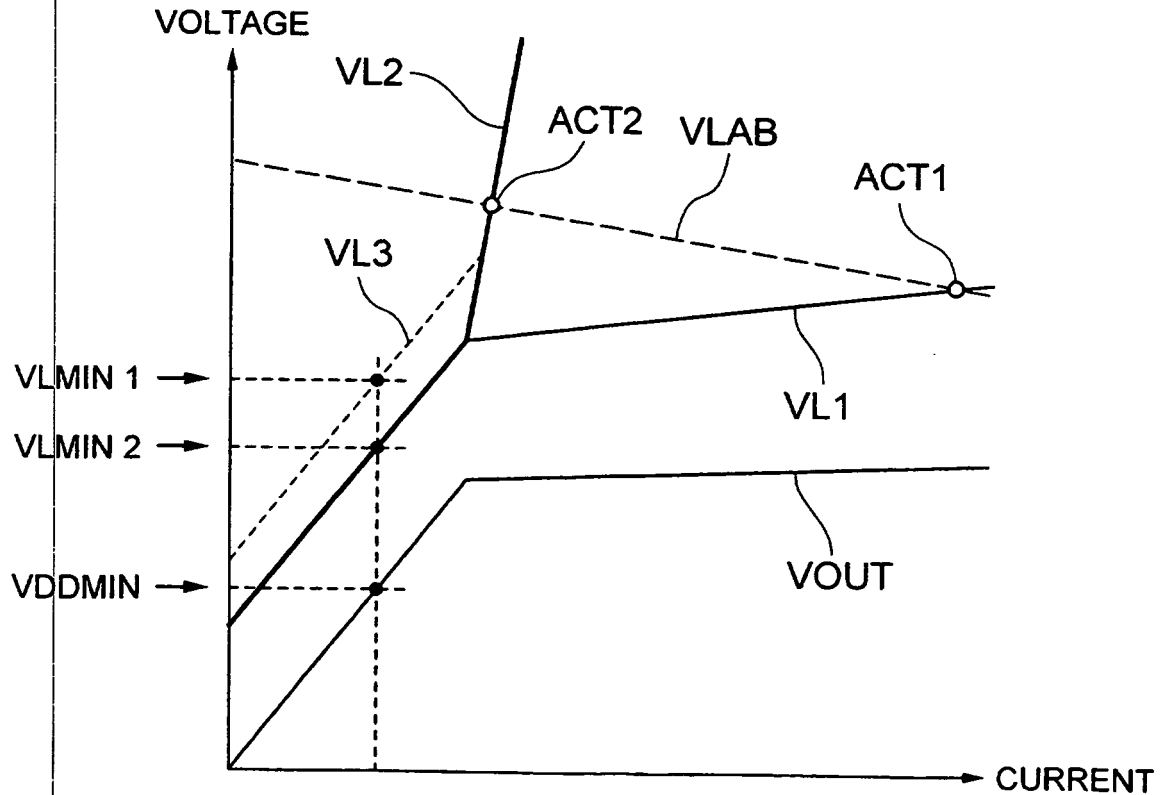 VOLTAGE
VL2
ACT2
VLAB
ACT1
VL3
VLMIN 1
VL1
VLMIN 2
VDDMIN
VOUT
CURRENT